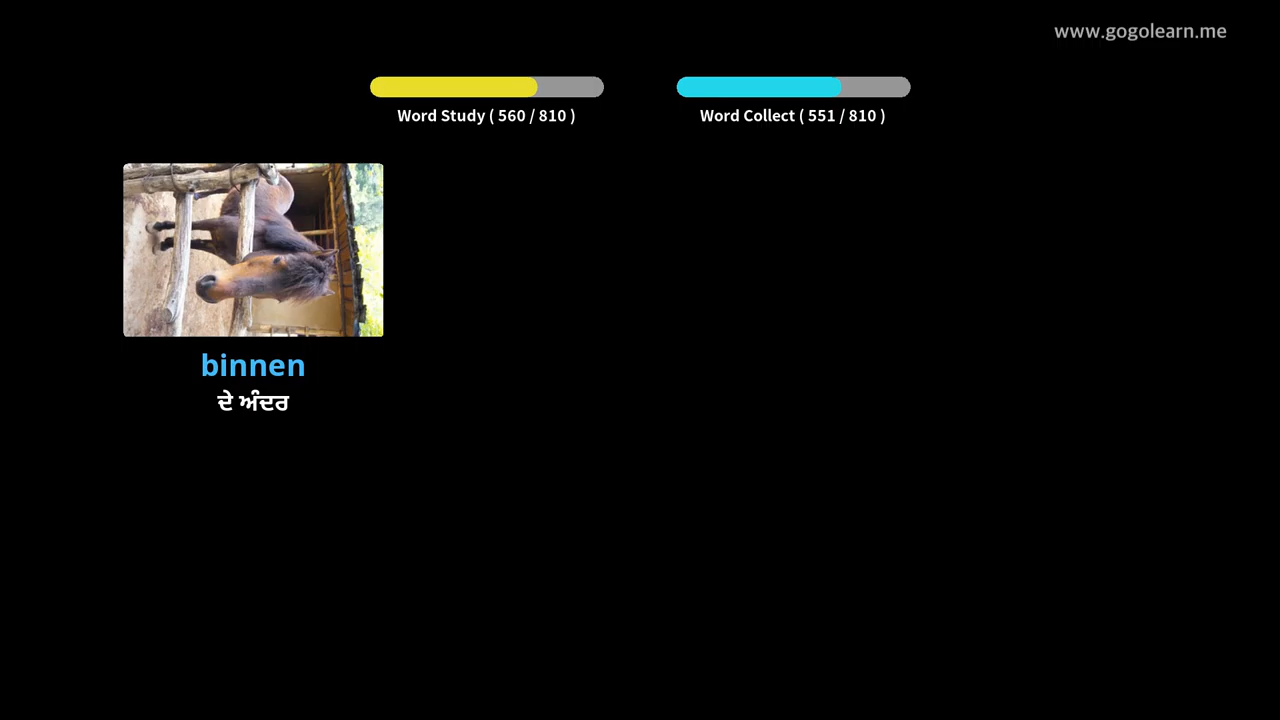 www.gogolearn.me
Word Study ( 560 / 810 )
Word Collect ( 551 / 810 )
binnen
ਦੇ ਅੰਦਰ